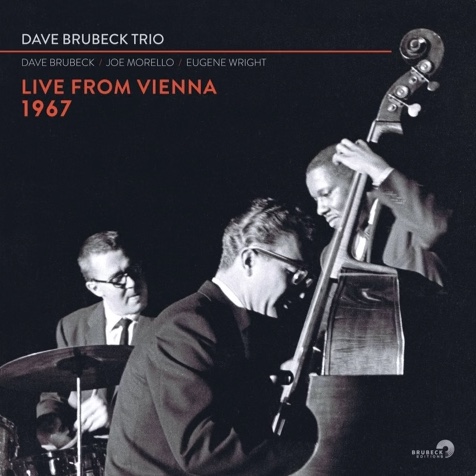 DAVE BRUBECK TRIO
DAVE BRUBECK / JOE MORELLO / EUGENE WRIGHT
LIVE FROM VIENNA
1967
BRUBECK
EDITIONS